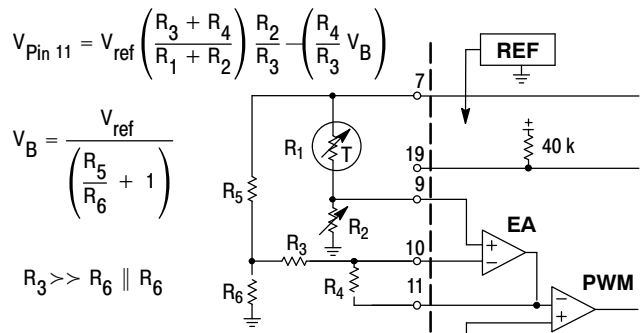 V_Pin 11 = V_ref ( (R_3 + R_4) / (R_1 + R_2) ) R_2 / R_3 – ( R_4 / R_3 V_B )
V_B = V_ref / ( R_5 / R_6 + 1 )
R_3 >> R_6 || R_6
REF
7
R_1
T
±
40 k
19
9
R_5
R_2
EA
+
–
R_3
10
R_6
R_4
11
PWM
–
+